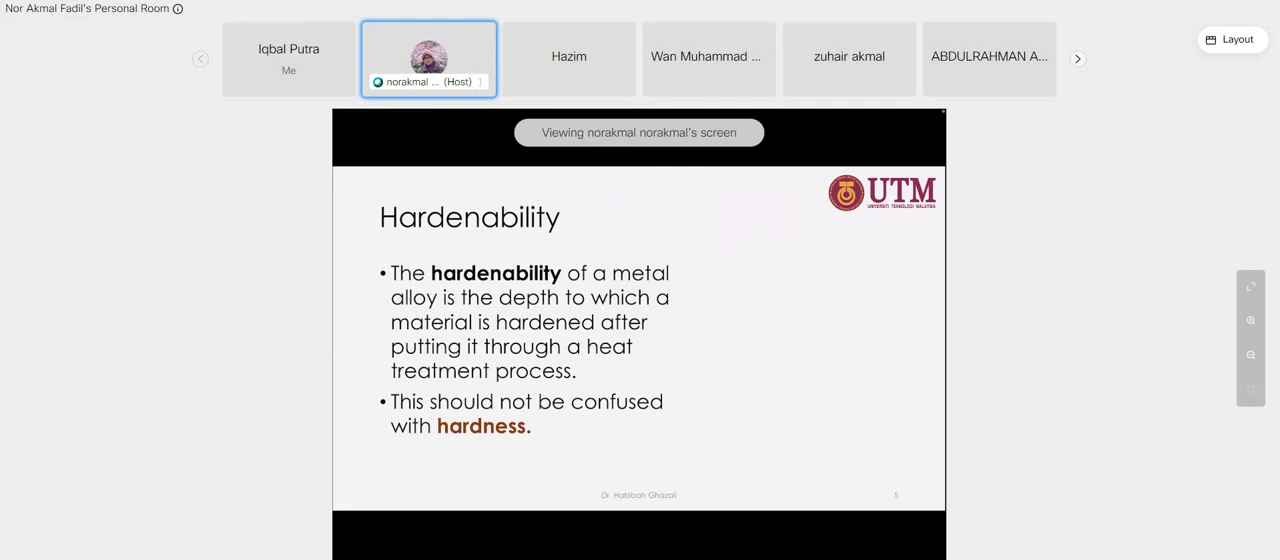 Nor Akmal Fadil's Personal Room
Iqbal Putra
Me
norakmal ... (Host)
Hazim
Wan Muhammad ...
zuhair akmal
ABDULRAHMAN A...
Layout
Viewing norakmal norakmal's screen
UTM
UNIVERSITI TEKNOLOGI MALAYSIA
Hardenability
• The hardenability of a metal
alloy is the depth to which a
material is hardened after
putting it through a heat
treatment process.
• This should not be confused
with hardness.
Dr. Habibah Ghazali
5